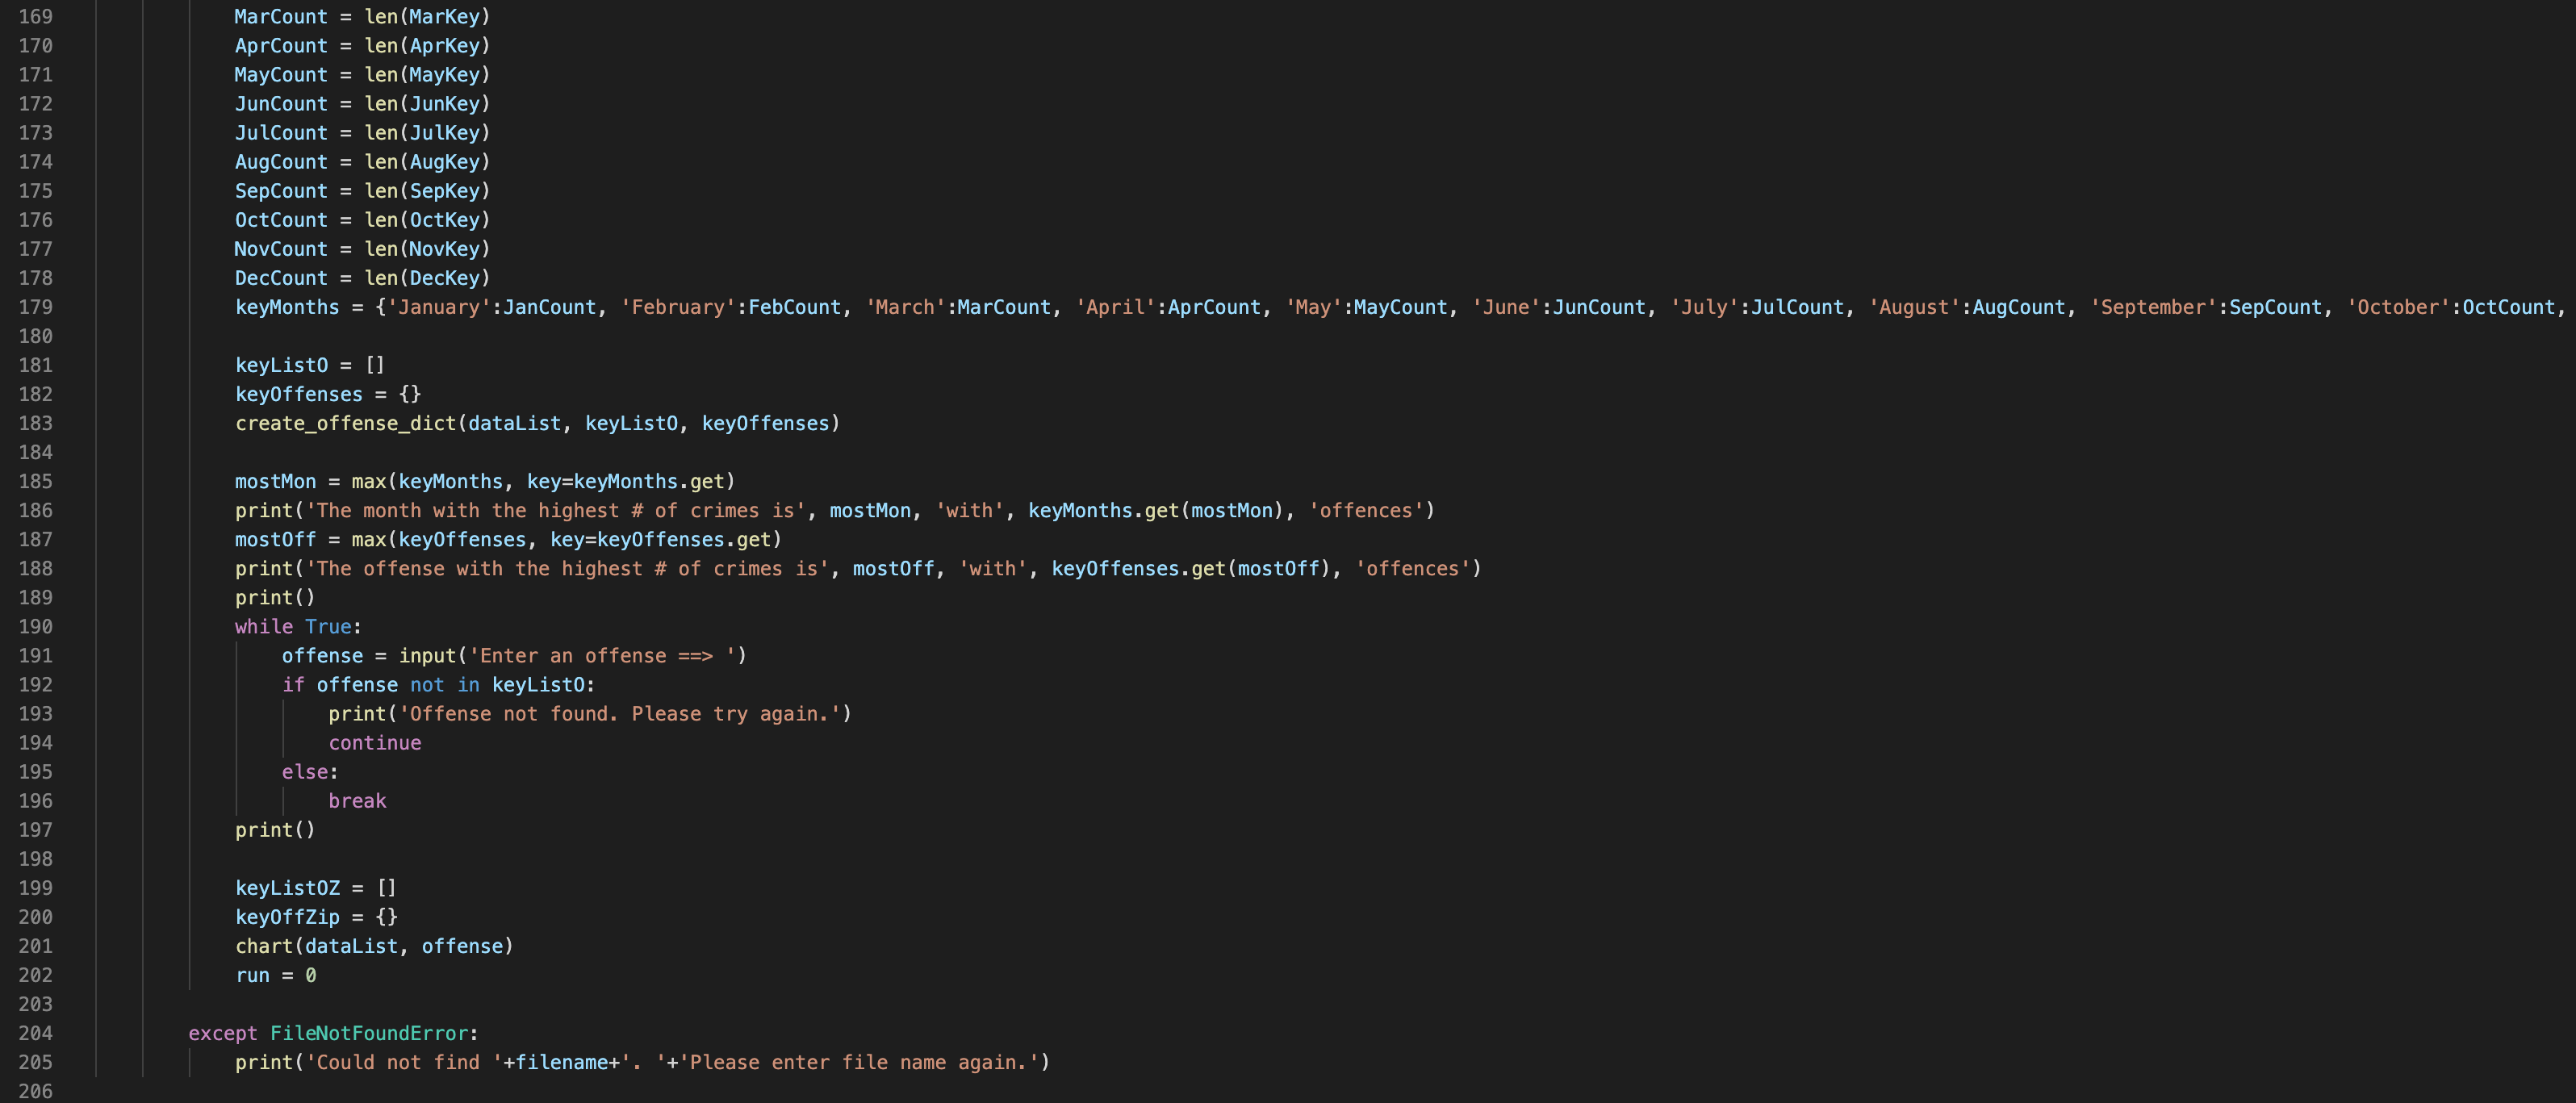 169 MarCount = len(MarKey)
170 AprCount = len(AprKey)
171 MayCount = len(MayKey)
172 JunCount = len(JunKey)
173 JulCount = len(JulKey)
174 AugCount = len(AugKey)
175 SepCount = len(SepKey)
176 OctCount = len(OctKey)
177 NovCount = len(NovKey)
178 DecCount = len(DecKey)
179 keyMonths = {'January':JanCount, 'February':FebCount, 'March':MarCount, 'April':AprCount, 'May':MayCount, 'June':JunCount, 'July':JulCount, 'August':AugCount, 'September':SepCount, 'October':OctCount,
180
181 keyListO = []
182 keyOffenses = {}
183 create_offense_dict(dataList, keyListO, keyOffenses)
184
185 mostMon = max(keyMonths, key=keyMonths.get)
186 print('The month with the highest # of crimes is', mostMon, 'with', keyMonths.get(mostMon), 'offences')
187 mostOff = max(keyOffenses, key=keyOffenses.get)
188 print('The offense with the highest # of crimes is', mostOff, 'with', keyOffenses.get(mostOff), 'offences')
189 print()
190 while True:
191 offense = input('Enter an offense ==> ')
192 if offense not in keyListO:
193 print('Offense not found. Please try again.')
194 continue
195 else:
196 break
197 print()
198
199 keyListOZ = []
200 keyOffZip = {}
201 chart(dataList, offense)
202 run = 0
203
204 except FileNotFoundError:
205 print('Could not find '+filename+'. '+'Please enter file name again.')
206